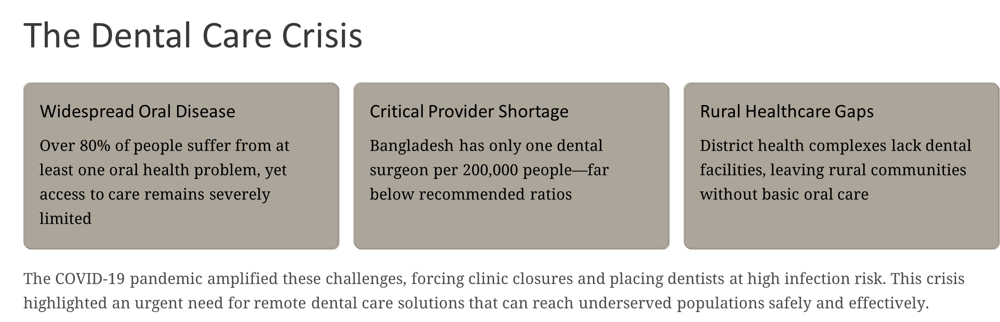 The Dental Care Crisis
Widespread Oral Disease
Over 80% of people suffer from at
least one oral health problem, yet
access to care remains severely
limited
Critical Provider Shortage
Bangladesh has only one dental
surgeon per 200,000 people—far
below recommended ratios
Rural Healthcare Gaps
District health complexes lack dental
facilities, leaving rural communities
without basic oral care
The COVID-19 pandemic amplified these challenges, forcing clinic closures and placing dentists at high infection risk. This crisis
highlighted an urgent need for remote dental care solutions that can reach underserved populations safely and effectively.